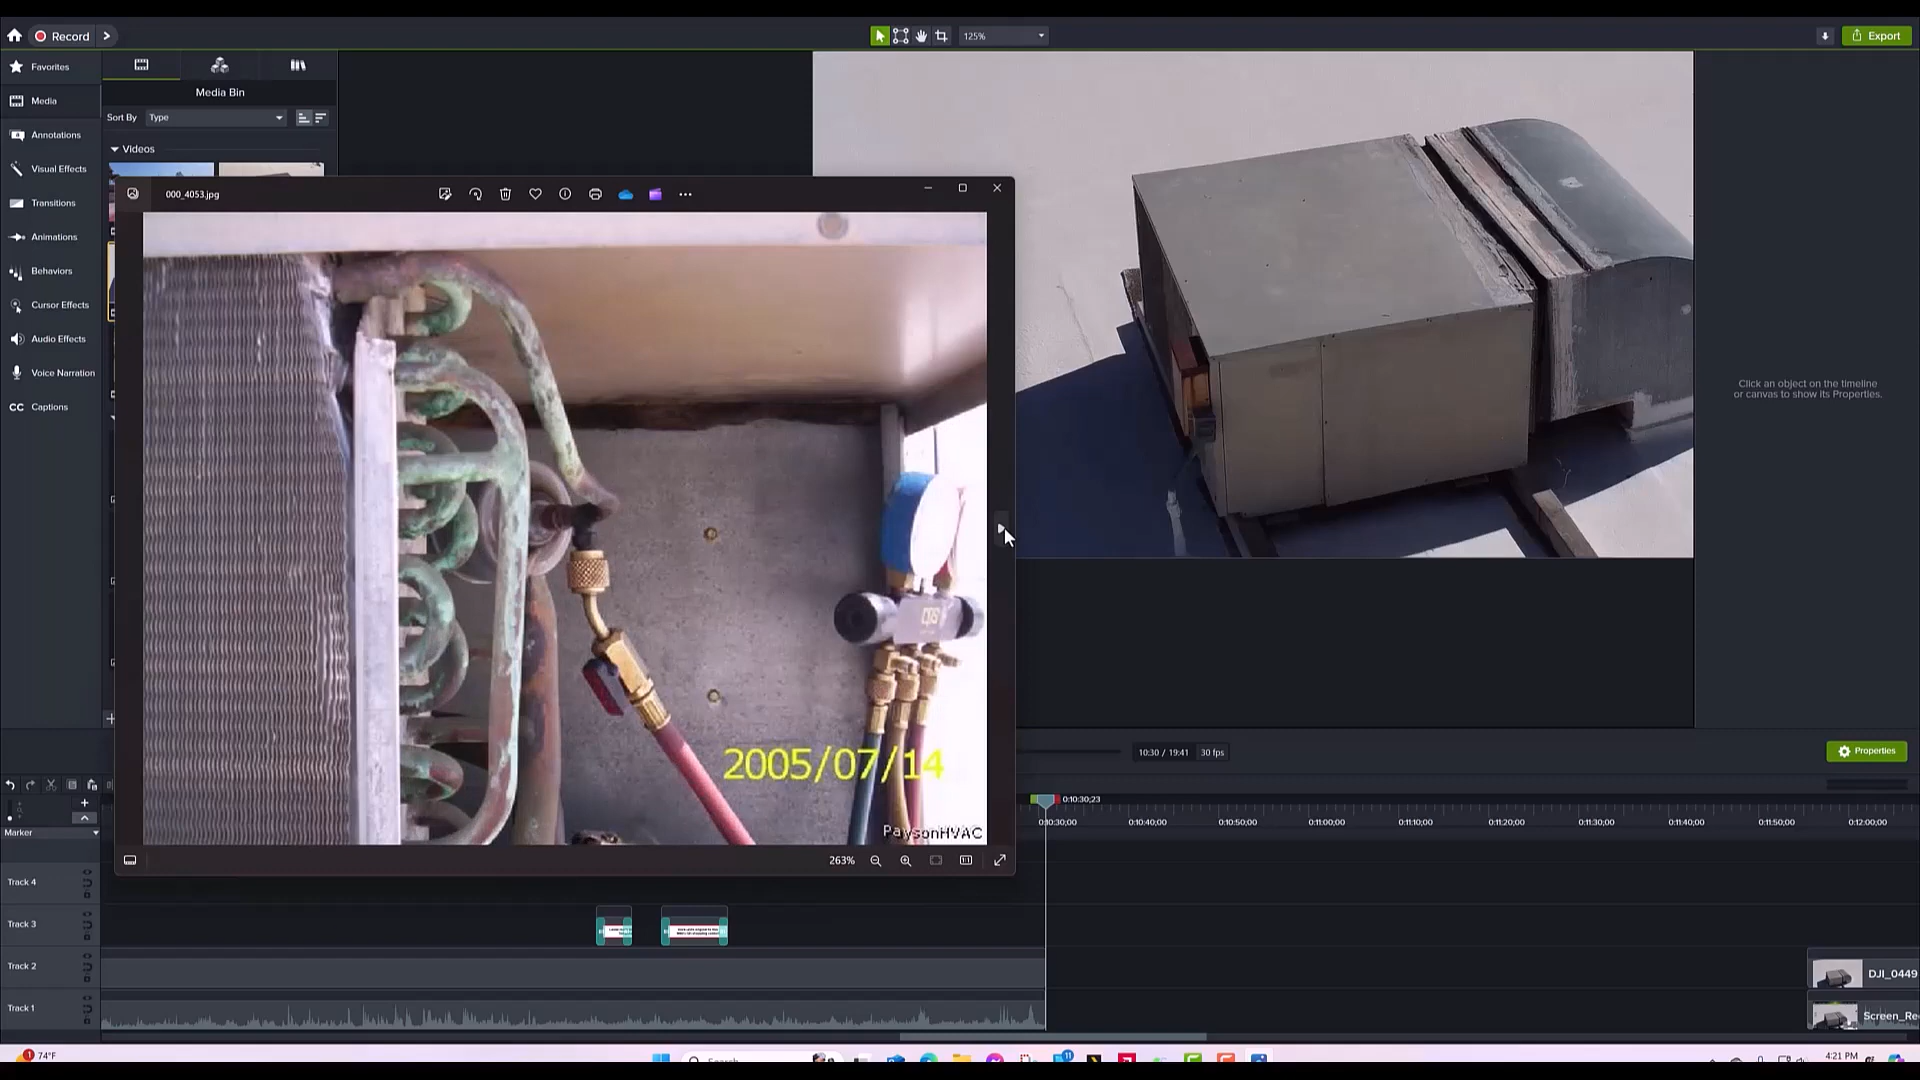 Record
125%
Export
Favorites
Media
Annotations
Visual Effects
Transitions
Animations
Behaviors
Cursor Effects
Audio Effects
Voice Narration
CC Captions
Media Bin
Sort By Type
Videos
000_4053.jpg
2005/07/14
PaysonHVAC
263%
Click an object on the timeline
or canvas to show its Properties.
10:30 / 19:41 30 fps
Properties
0:10:30;23
0:10:30;00 0:10:40;00 0:10:50;00 0:11:00;00 0:11:10;00 0:11:20;00 0:11:30;00 0:11:40;00 0:11:50;00 0:12:00;00
Marker
Track 4
Track 3
Track 2
DJI_0449
Track 1
Screen_Re
1 74°F
Search
11
4:21 PM